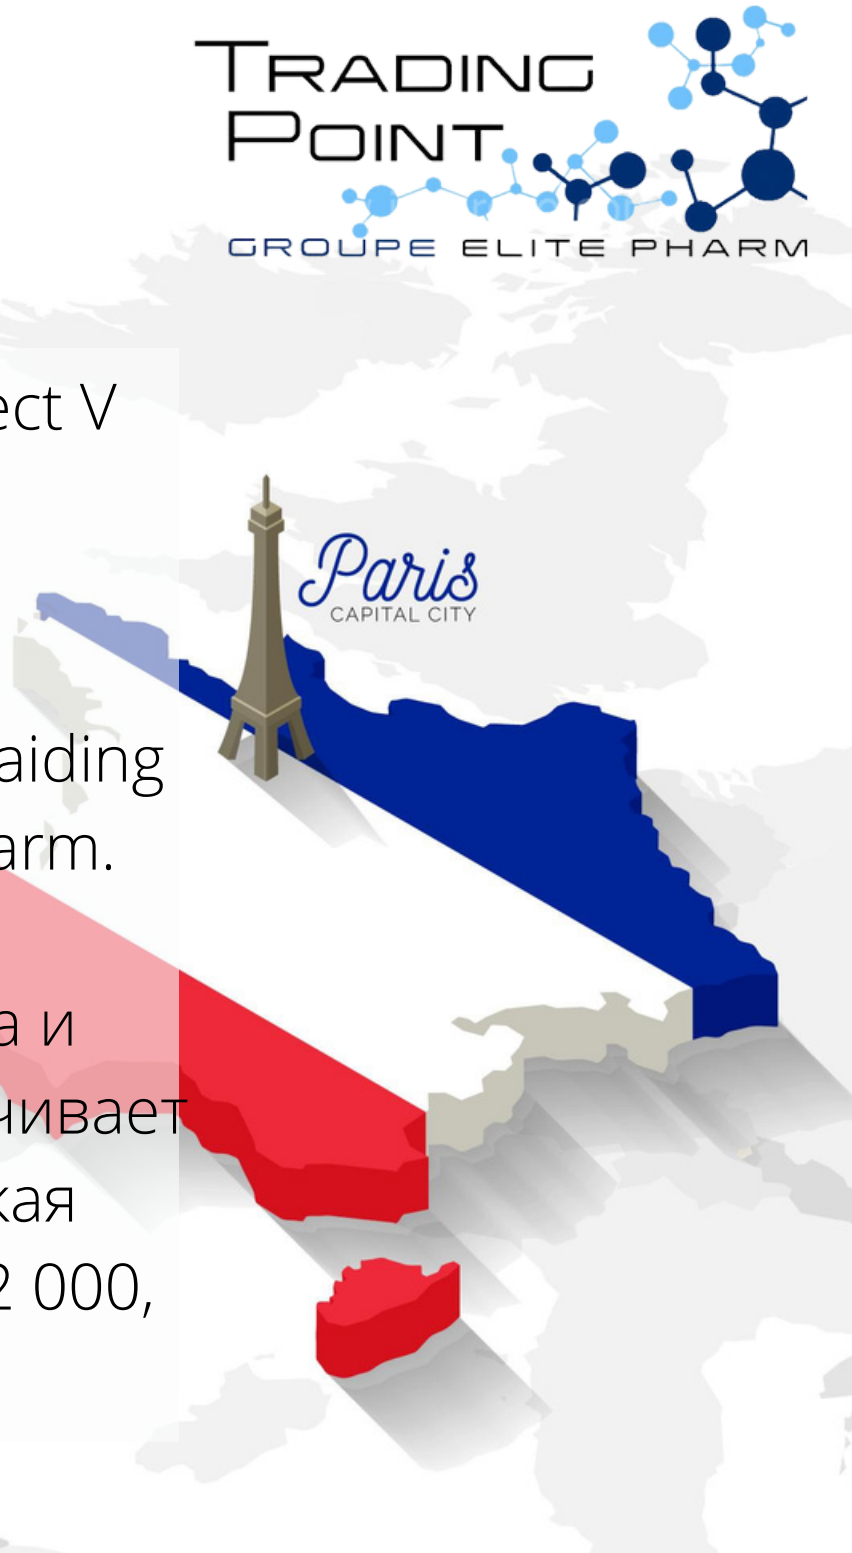 TRADING
POINT
GROUPE ELITE PHARM
ect V
Paris
CAPITAL CITY
aiding
arm.
а и
чивает
кая
2 000,